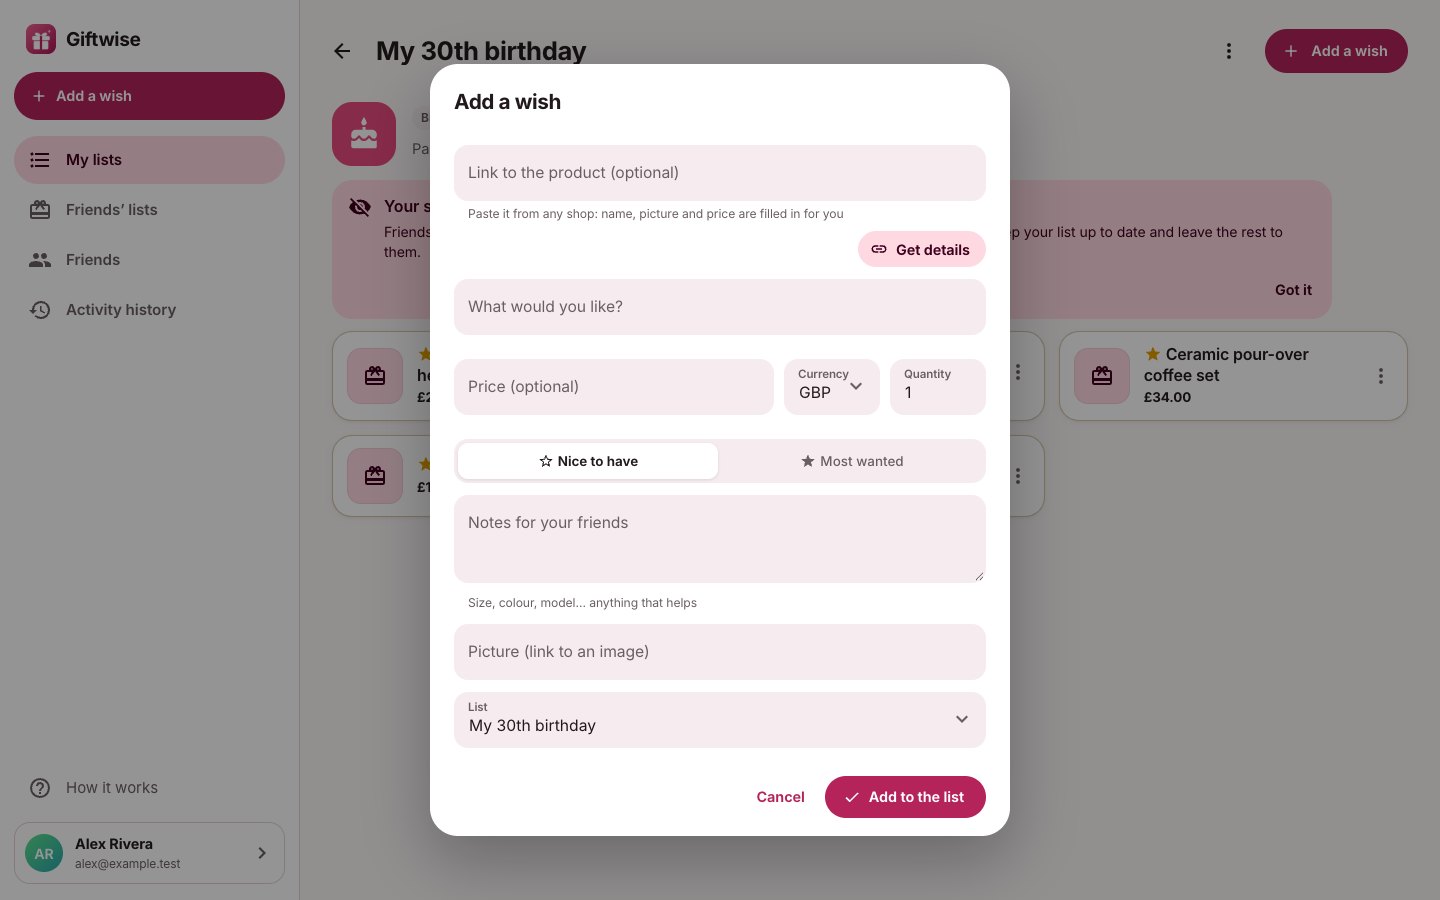 Giftwise
Add a wish
My lists
Friends’ lists
Friends
Activity history
How it works
AR
Alex Rivera
alex@example.test
My 30th birthday
Add a wish
Your s
Friends
p your list up to date and leave the rest to
them.
Got it
Ceramic pour-over
coffee set
£34.00
Add a wish
Link to the product (optional)
Paste it from any shop: name, picture and price are filled in for you
Get details
What would you like?
Price (optional)
Currency
GBP
Quantity
1
Nice to have
Most wanted
Notes for your friends
Size, colour, model... anything that helps
Picture (link to an image)
List
My 30th birthday
Cancel
Add to the list